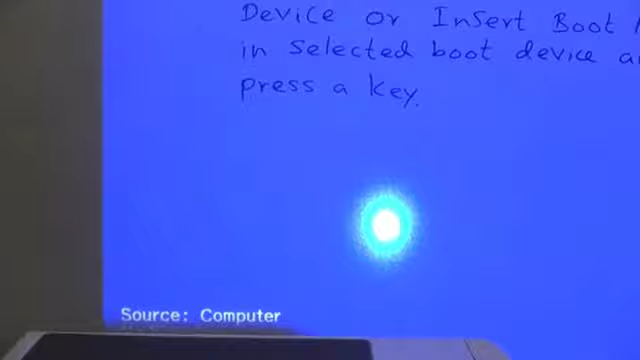 Device or Insert Boot
in selected boot device
press a key.
Source: Computer